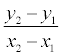 y₂ - y₁
x₂ - x₁